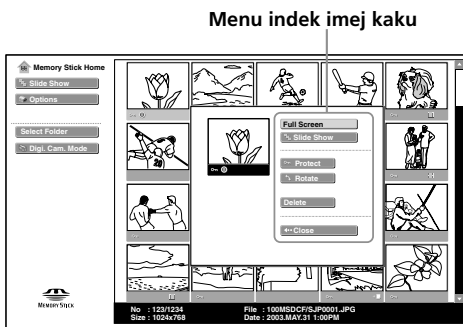 Menu indek imej kaku
Memory Stick Home
Slide Show
Options
Select Folder
Digi. Cam. Mode
Full Screen
Slide Show
Protect
Rotate
Delete
Close
MEMORY STICK
No : 123/1234 File : 100MSDCF/SJP0001.JPG
Size : 1024x768 Date : 2003.MAY.31 1:00PM